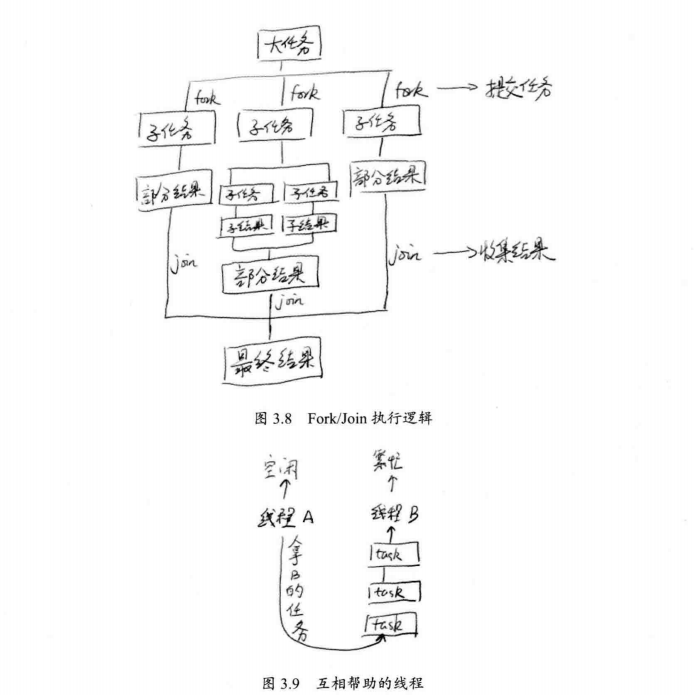 大任务
fork fork fork 提交任务
子任务 子任务 子任务
部分结果 子任务 子任务 部分结果
子结果 子结果
join 部分结果 join 收集结果
join
最终结果
图 3.8 Fork/Join 执行逻辑
空闲 繁忙
线程 A 线程 B
拿B的任务
task
task
task
图 3.9 互相帮助的线程